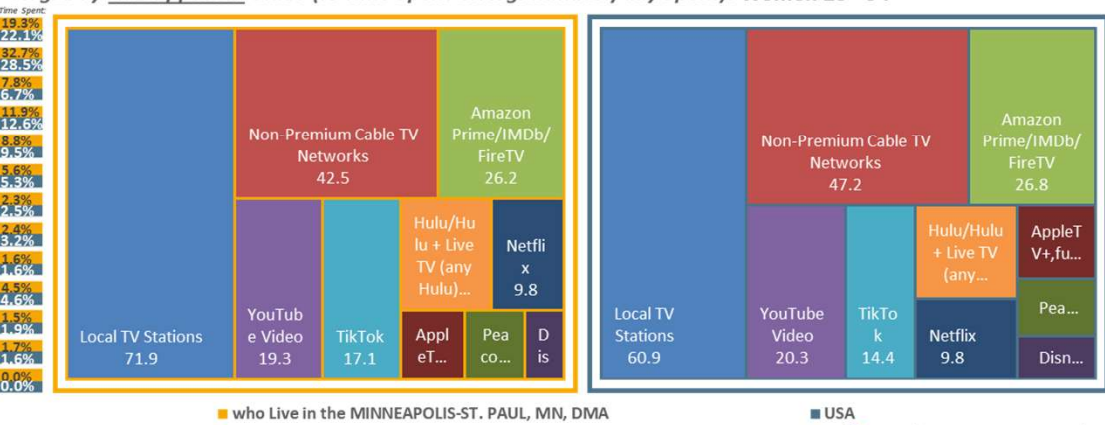 Time Spent:
19.3%
22.1%
32.7%
28.5%
7.8%
6.7%
11.9%
12.6%
8.8%
9.5%
5.6%
5.3%
2.3%
2.5%
2.4%
3.2%
1.6%
1.6%
4.5%
4.6%
1.5%
1.9%
1.7%
1.6%
0.0%
0.0%
Local TV Stations
71.9
Non-Premium Cable TV
Networks
42.5
Amazon
Prime/IMDb/
FireTV
26.2
YouTub
e Video
19.3
TikTok
17.1
Hulu/Hu
lu + Live
TV (any
Hulu)...
Netfli
x
9.8
Appl
eT...
Pea
co...
D
is
Local TV
Stations
60.9
Non-Premium Cable TV
Networks
47.2
Amazon
Prime/IMDb/
FireTV
26.8
YouTube
Video
20.3
TikTo
k
14.4
Hulu/Hulu
+ Live TV
(any...
Netflix
9.8
AppleT
V+,fu...
Pea...
Disn...
who Live in the MINNEAPOLIS-ST. PAUL, MN, DMA
USA